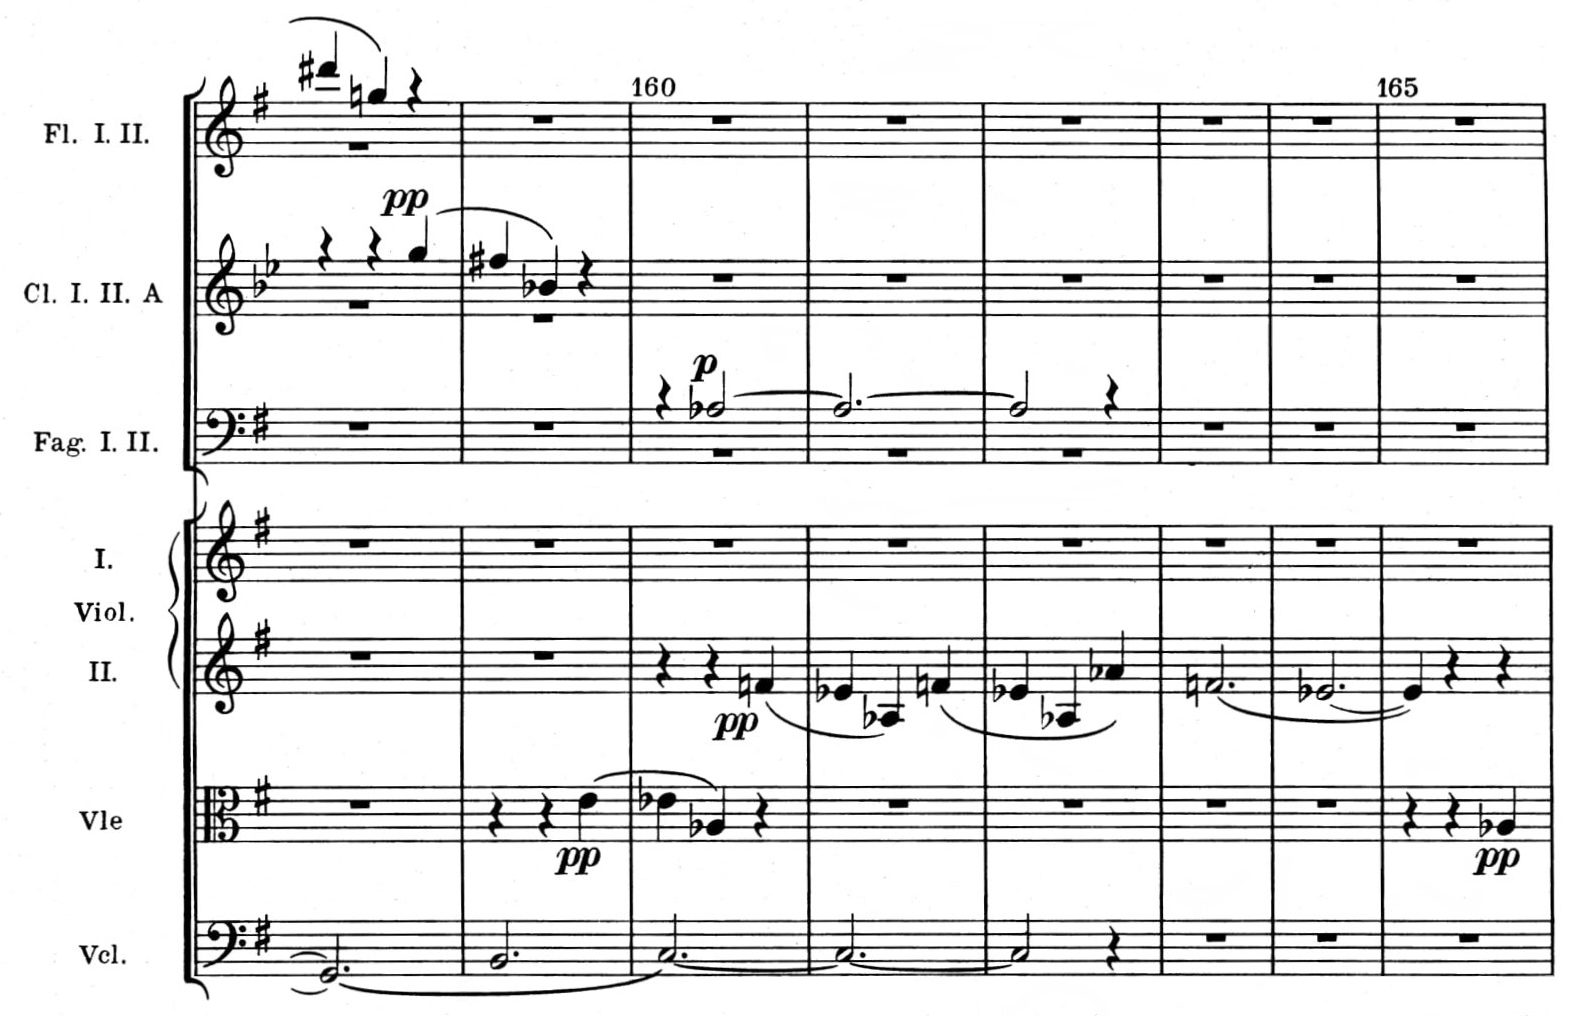 160 165
Fl. I. II.
pp
Cl. I. II. A
p
Fag. I. II.
I.
Viol.
II.
pp
Vle
pp pp
Vcl.